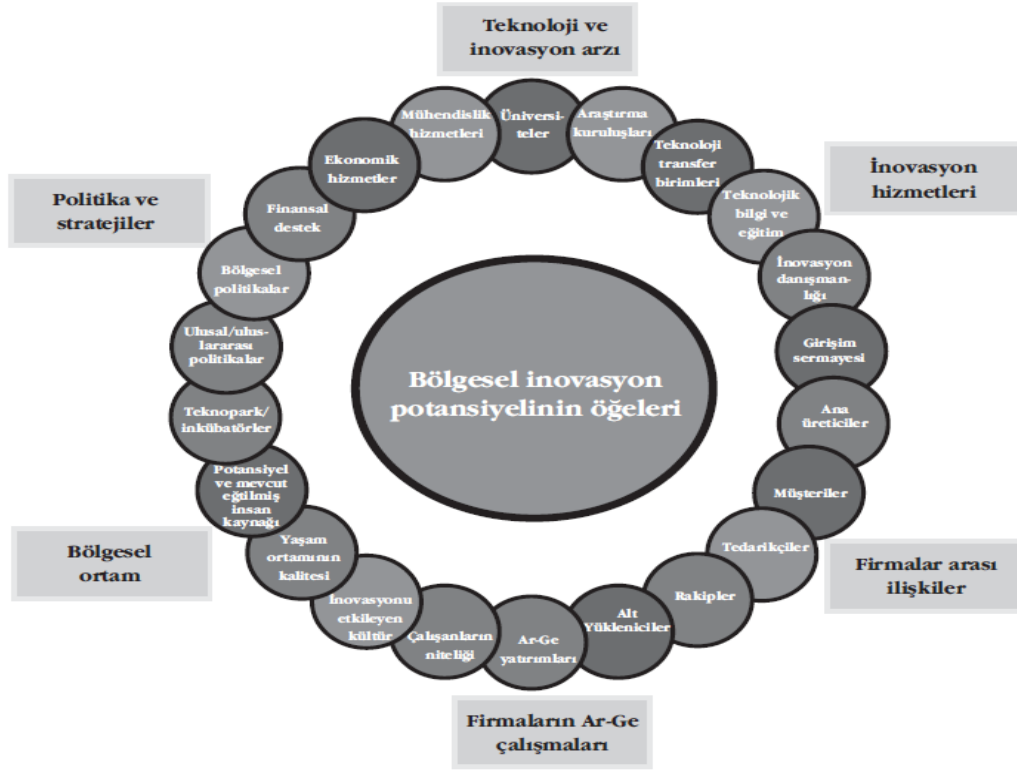 Teknoloji ve
inovasyon arzı
Mühendislik
hizmetleri
Üniversi-
teler
Araştırma
kuruluşları
Teknoloji
transfer
birimleri
Teknolojik
bilgi ve
eğitim
İnovasyon
hizmetleri
İnovasyon
danışman-
lığı
Girişim
sermayesi
Ana
üreticiler
Müşteriler
Tedarikçiler
Firmalar arası
ilişkiler
Rakipler
Alt
Yükleniciler
Ar-Ge
yatırımları
Firmaların Ar-Ge
çalışmaları
Çalışanların
niteliği
İnovasyonu
etkileyen
kültür
Yaşam
ortamının
kalitesi
Bölgesel
ortam
Potansiyel
ve mevcut
eğtilmiş
insan
kaynağı
Teknopark/
inkübatörler
Ulusal/ulus-
lararası
politikalar
Bölgesel
politikalar
Politika ve
stratejiler
Finansal
destek
Ekonomik
hizmetler
Bölgesel inovasyon
potansiyelinin öğeleri